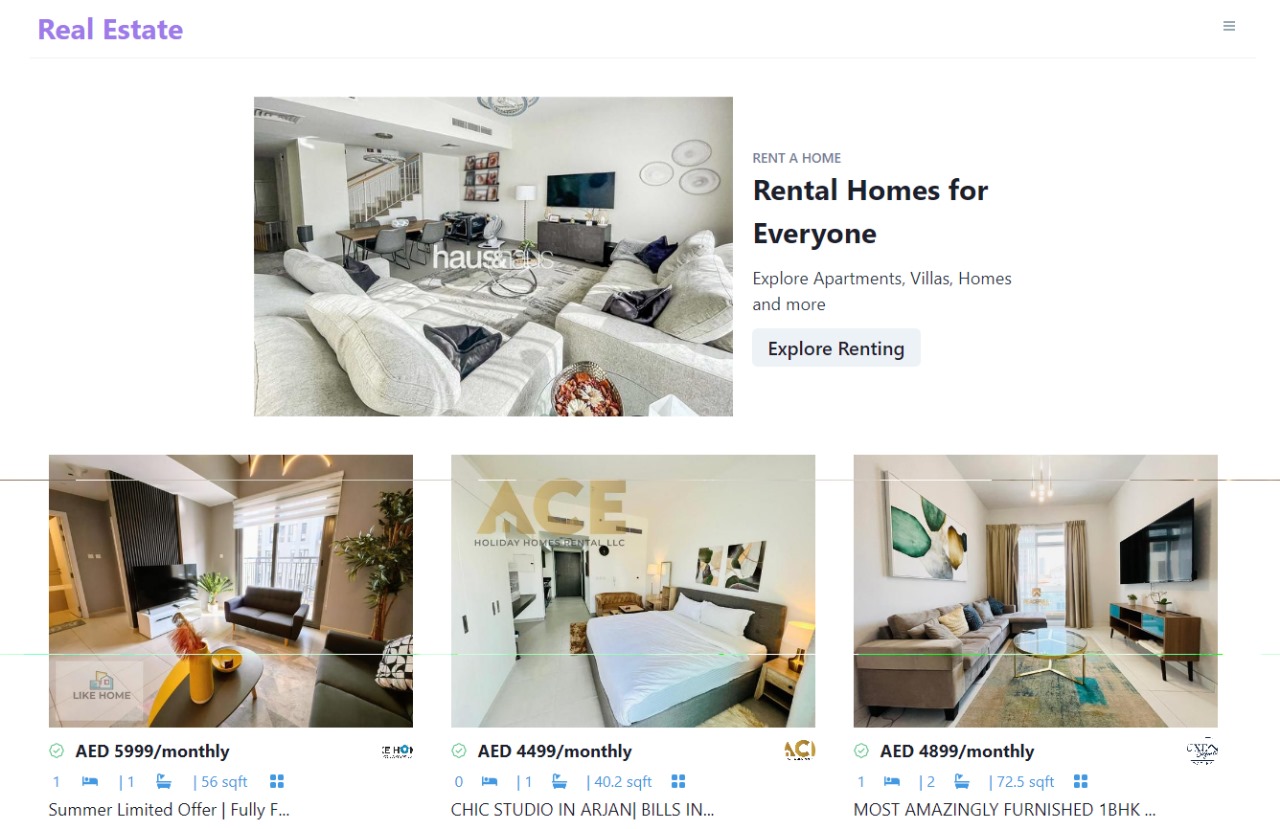 Real Estate
RENT A HOME
Rental Homes for
Everyone
Explore Apartments, Villas, Homes
and more
Explore Renting
haus&haus
ACE
HOLIDAY HOMES RENTAL LLC
LIKE HOME
AED 5999/monthly
1 | 1 | 56 sqft
Summer Limited Offer | Fully F...
AED 4499/monthly
ACE
0 | 1 | 40.2 sqft
CHIC STUDIO IN ARJAN| BILLS IN...
AED 4899/monthly
1 | 2 | 72.5 sqft
MOST AMAZINGLY FURNISHED 1BHK ...